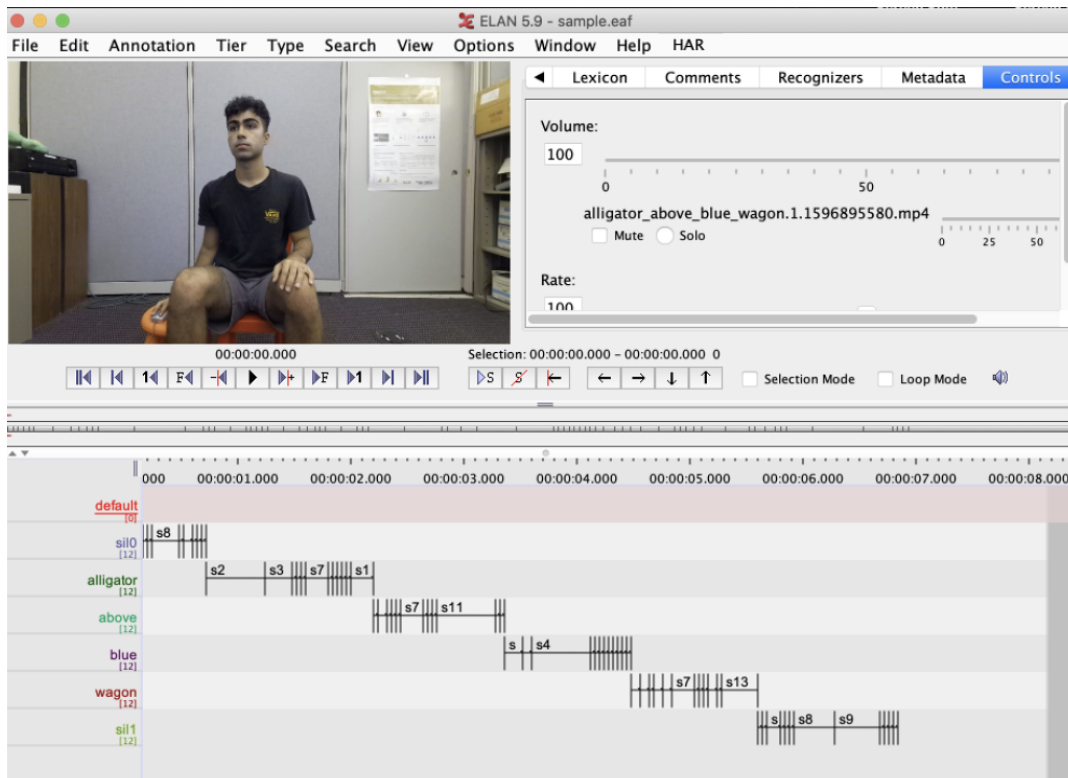 ELAN 5.9 - sample.eaf
File Edit Annotation Tier Type Search View Options Window Help HAR
Lexicon Comments Recognizers Metadata Controls
Volume:
100
0 50
alligator_above_blue_wagon.1.1596895580.mp4
Mute Solo
0 25 50
Rate:
100
00:00:00.000 Selection: 00:00:00.000 - 00:00:00.000 0
1 F + F 1 S S Selection Mode Loop Mode
000 00:00:01.000 00:00:02.000 00:00:03.000 00:00:04.000 00:00:05.000 00:00:06.000 00:00:07.000 00:00:08.000
default
[0]
sil0 s8
[12]
alligator s2 s3 s7 s1
[12]
above s7 s11
[12]
blue s s4
[12]
wagon s7 s13
[12]
sil1 s s8 s9
[12]